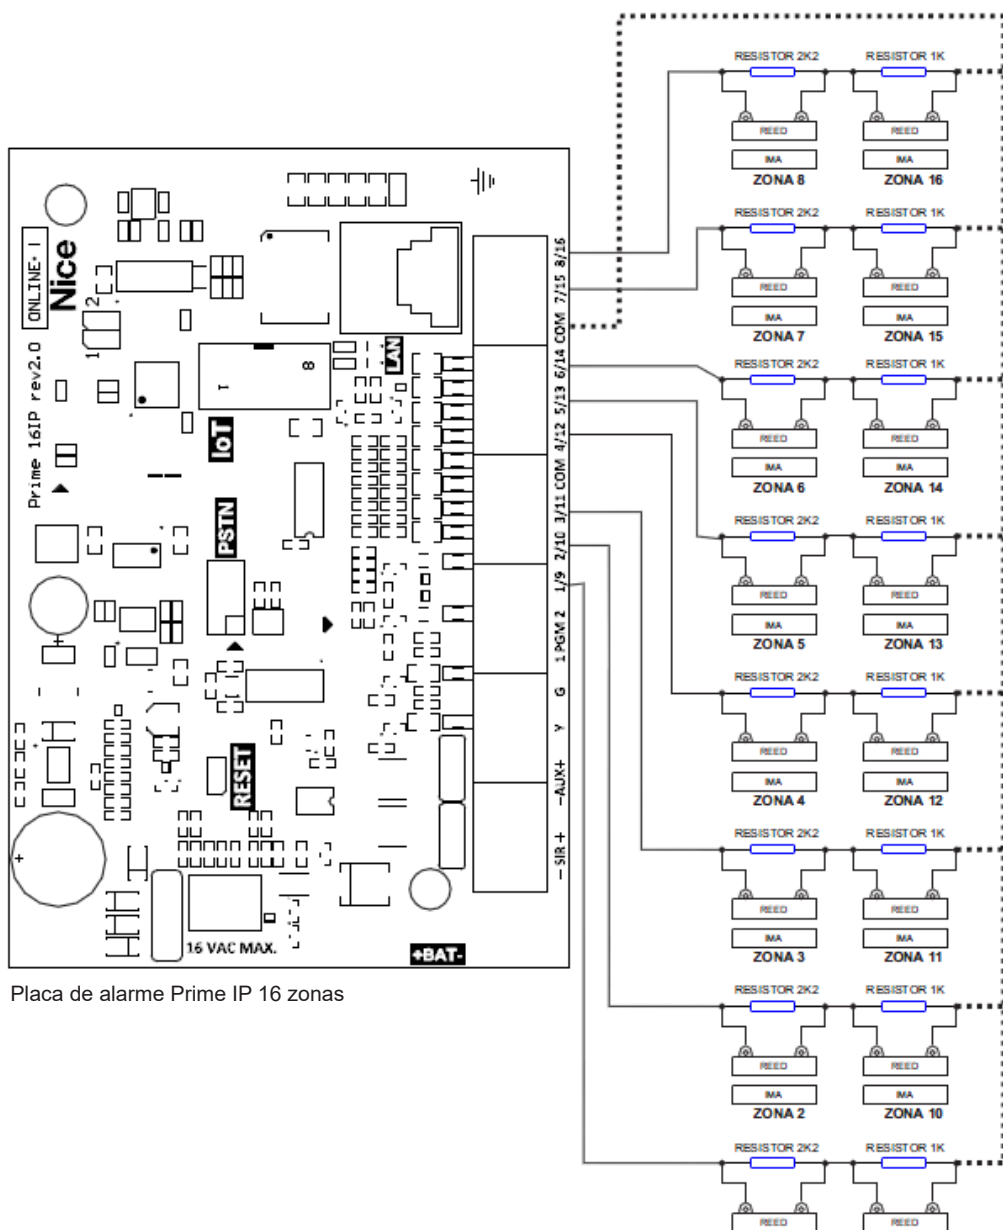 RESISTOR 2K2 RESISTOR 1K
REED REED
IMA IMA
ZONA 8 ZONA 16
RESISTOR 2K2 RESISTOR 1K
REED REED
IMA IMA
ZONA 7 ZONA 15
RESISTOR 2K2 RESISTOR 1K
REED REED
IMA IMA
ZONA 6 ZONA 14
RESISTOR 2K2 RESISTOR 1K
REED REED
IMA IMA
ZONA 5 ZONA 13
RESISTOR 2K2 RESISTOR 1K
REED REED
IMA IMA
ZONA 4 ZONA 12
RESISTOR 2K2 RESISTOR 1K
REED REED
IMA IMA
ZONA 3 ZONA 11
RESISTOR 2K2 RESISTOR 1K
REED REED
IMA IMA
ZONA 2 ZONA 10
RESISTOR 2K2 RESISTOR 1K
REED REED
ONLINE+ I
Nice
Prime 16IP rev2.0
1 2
1 8
IoT
LAN
PSTN
RESET
16 VAC MAX.
+BAT-
- SIR + -AUX+ Y G 1 PGM 2 1/9 2/10 3/11 COM 4/12 5/13 6/14 COM 7/15 8/16
+
+
Placa de alarme Prime IP 16 zonas